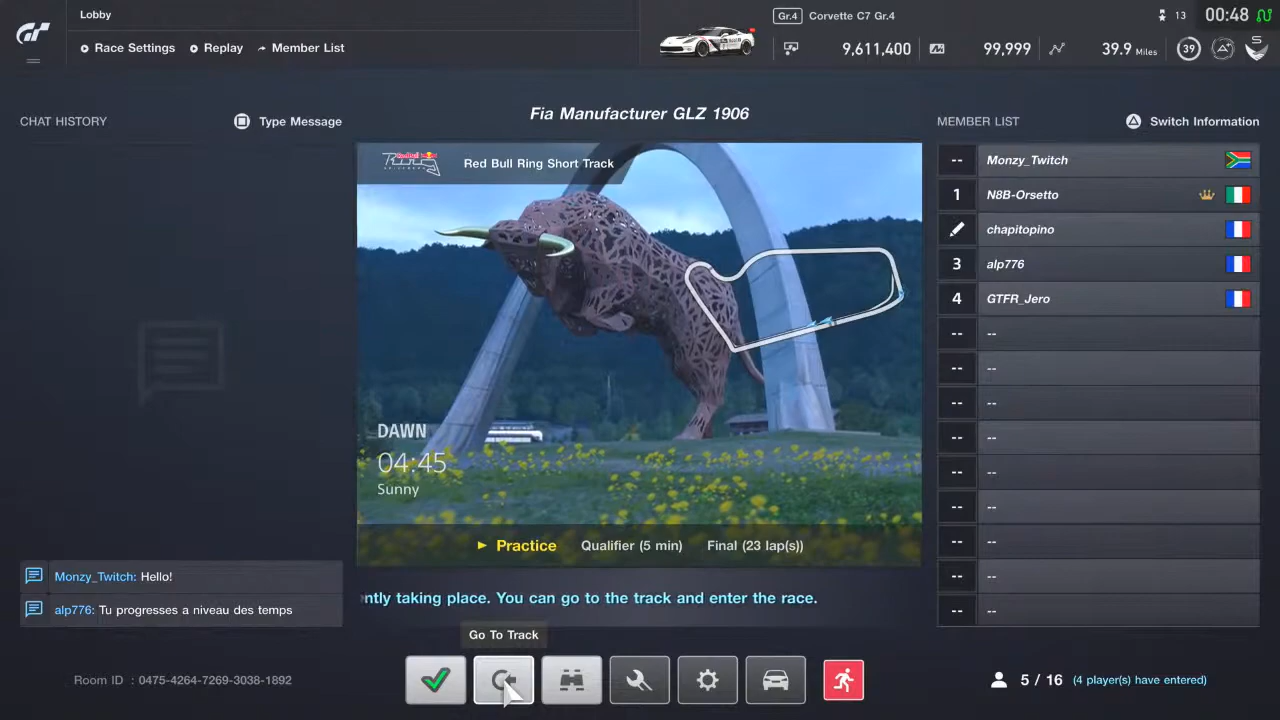 Lobby
Gr.4 Corvette C7 Gr.4
13 00:48
Race Settings Replay Member List
9,611,400 99,999 39.9 Miles 39 A+ S
Fia Manufacturer GLZ 1906
CHAT HISTORY Type Message
MEMBER LIST Switch Information
Red Bull Ring Short Track
-- Monzy_Twitch
1 N8B-Orsetto
chapitopino
3 alp776
4 GTFR_Jero
-- --
-- --
-- --
-- --
-- --
-- --
-- --
-- --
-- --
DAWN
04:45
Sunny
Practice Qualifier (5 min) Final (23 lap(s))
Monzy_Twitch: Hello!
alp776: Tu progresses a niveau des temps
ntly taking place. You can go to the track and enter the race.
Go To Track
Room ID : 0475-4264-7269-3038-1892
5 / 16 (4 player(s) have entered)